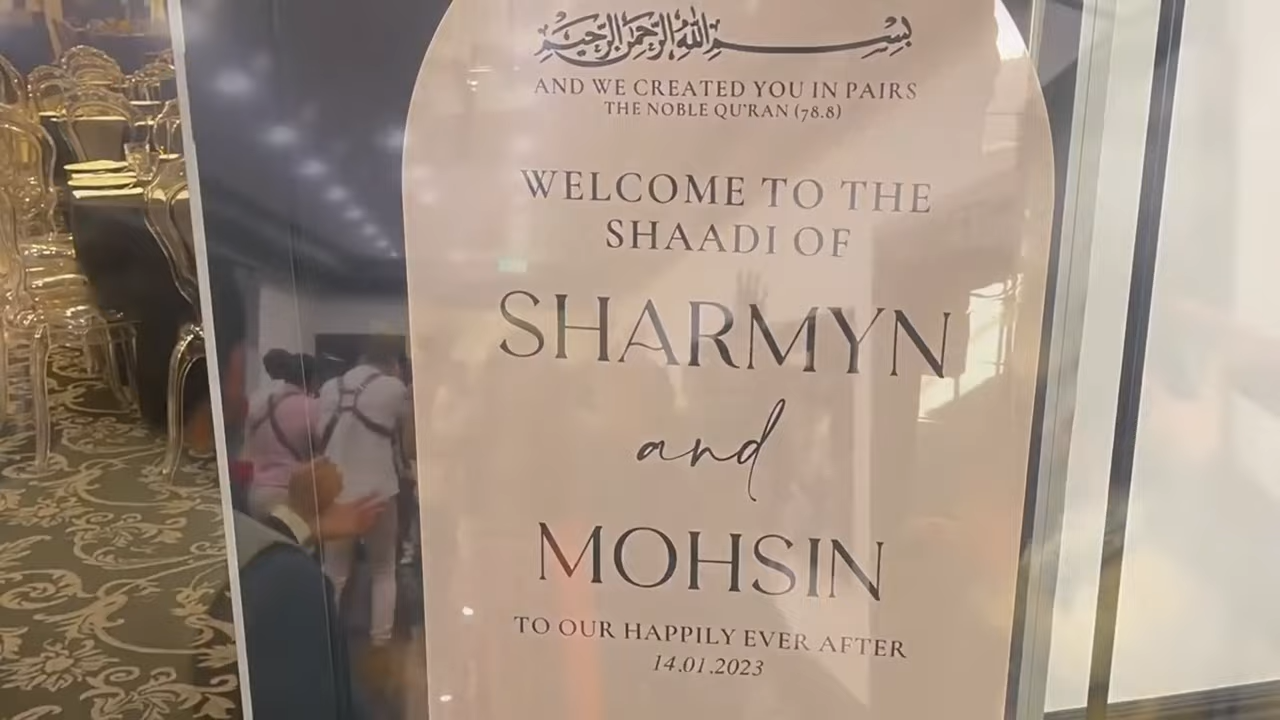 بسم الله الرحمن الرحيم
AND WE CREATED YOU IN PAIRS
THE NOBLE QU'RAN (78.8)
WELCOME TO THE
SHAADI OF
SHARMYN
and
MOHSIN
TO OUR HAPPILY EVER AFTER
14.01.2023